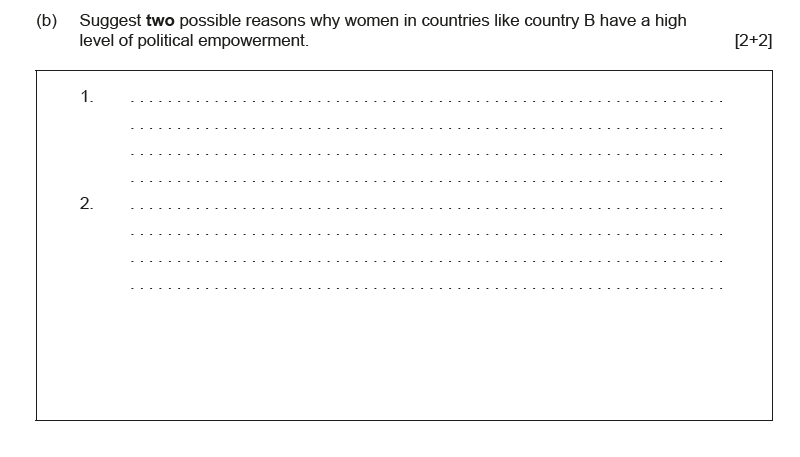 (b) Suggest two possible reasons why women in countries like country B have a high
level of political empowerment. [2+2]
1. . . . . . . . . . . . . . . . . . . . . . . . . . . . . . . . . . . . . . . . . . . . . . . . . . . . . . . . . . . . . . . .
. . . . . . . . . . . . . . . . . . . . . . . . . . . . . . . . . . . . . . . . . . . . . . . . . . . . . . . . . . . . . . .
. . . . . . . . . . . . . . . . . . . . . . . . . . . . . . . . . . . . . . . . . . . . . . . . . . . . . . . . . . . . . . .
. . . . . . . . . . . . . . . . . . . . . . . . . . . . . . . . . . . . . . . . . . . . . . . . . . . . . . . . . . . . . . .
2. . . . . . . . . . . . . . . . . . . . . . . . . . . . . . . . . . . . . . . . . . . . . . . . . . . . . . . . . . . . . . . .
. . . . . . . . . . . . . . . . . . . . . . . . . . . . . . . . . . . . . . . . . . . . . . . . . . . . . . . . . . . . . . .
. . . . . . . . . . . . . . . . . . . . . . . . . . . . . . . . . . . . . . . . . . . . . . . . . . . . . . . . . . . . . . .
. . . . . . . . . . . . . . . . . . . . . . . . . . . . . . . . . . . . . . . . . . . . . . . . . . . . . . . . . . . . . . .